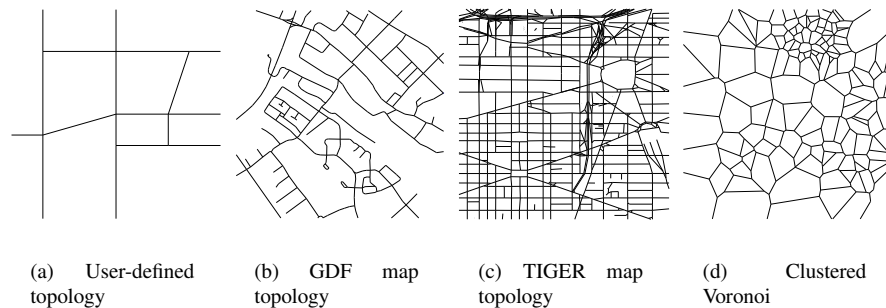 (a) User-defined
topology
(b) GDF map
topology
(c) TIGER map
topology
(d) Clustered
Voronoi